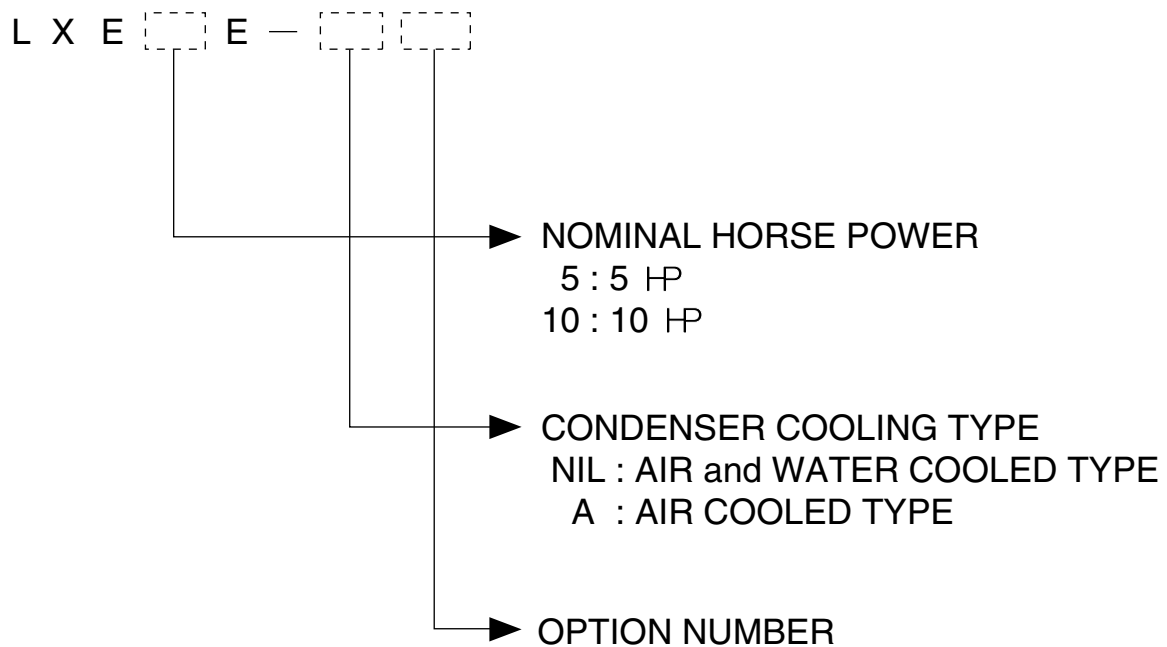 L X E E —
NOMINAL HORSE POWER
5 : 5 HP
10 : 10 HP
CONDENSER COOLING TYPE
NIL : AIR and WATER COOLED TYPE
A : AIR COOLED TYPE
OPTION NUMBER